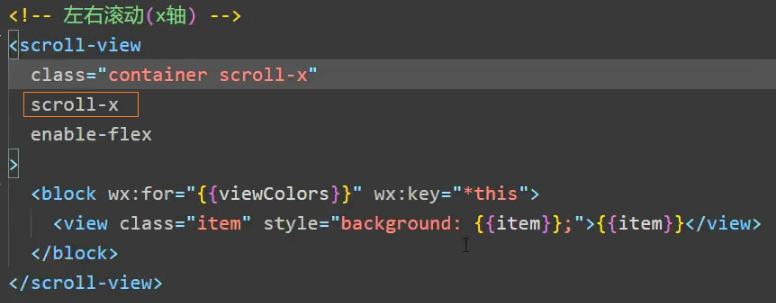 <!-- 左右滚动(x轴) -->
<scroll-view
class="container scroll-x"
scroll-x
enable-flex
>
<block wx:for="{{viewColors}}" wx:key="*this">
<view class="item" style="background: {{item}};">{{item}}</view>
</block>
</scroll-view>